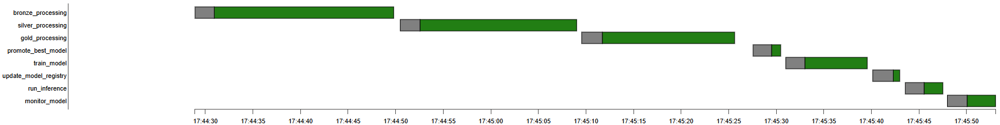 bronze_processing
silver_processing
gold_processing
promote_best_model
train_model
update_model_registry
run_inference
monitor_model
17:44:30 17:44:35 17:44:40 17:44:45 17:44:50 17:44:55 17:45:00 17:45:05 17:45:10 17:45:15 17:45:20 17:45:25 17:45:30 17:45:35 17:45:40 17:45:45 17:45:50